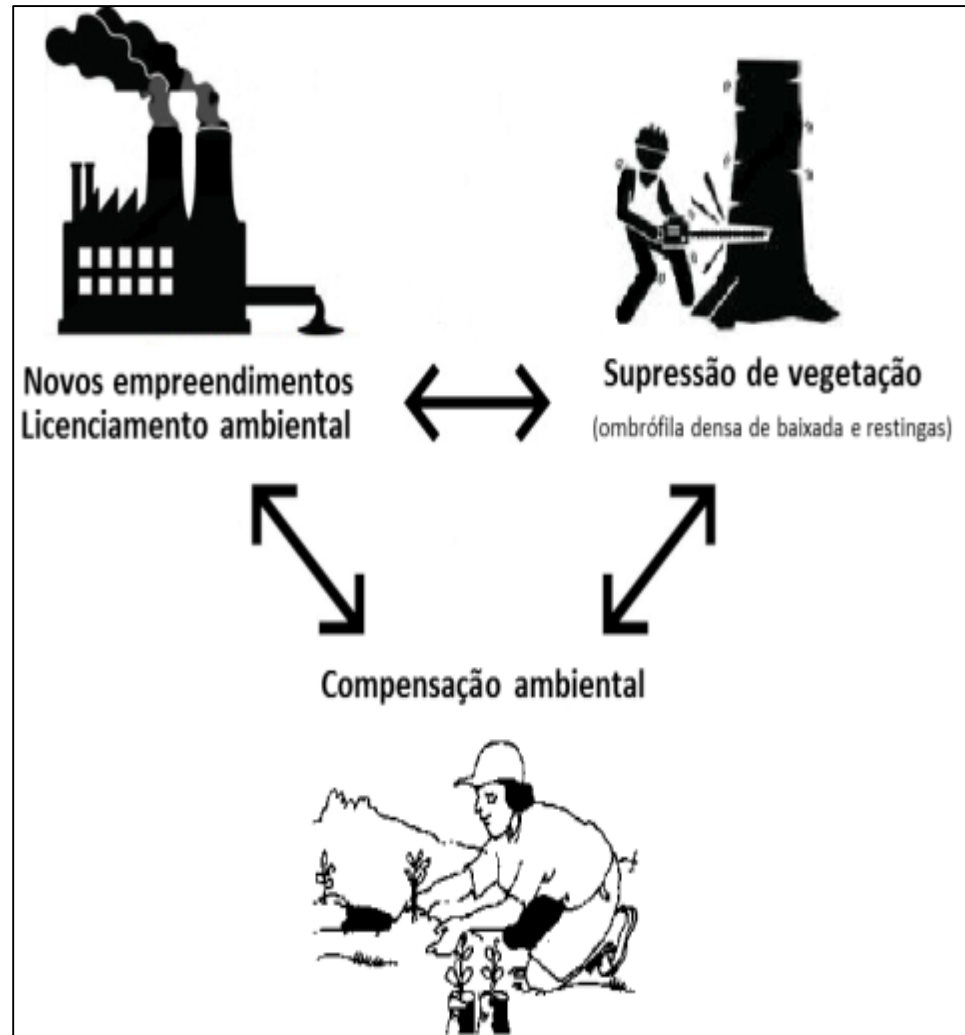 Novos empreendimentos
Licenciamento ambiental
Supressão de vegetação
(ombrófila densa de baixada e restingas)
Compensação ambiental